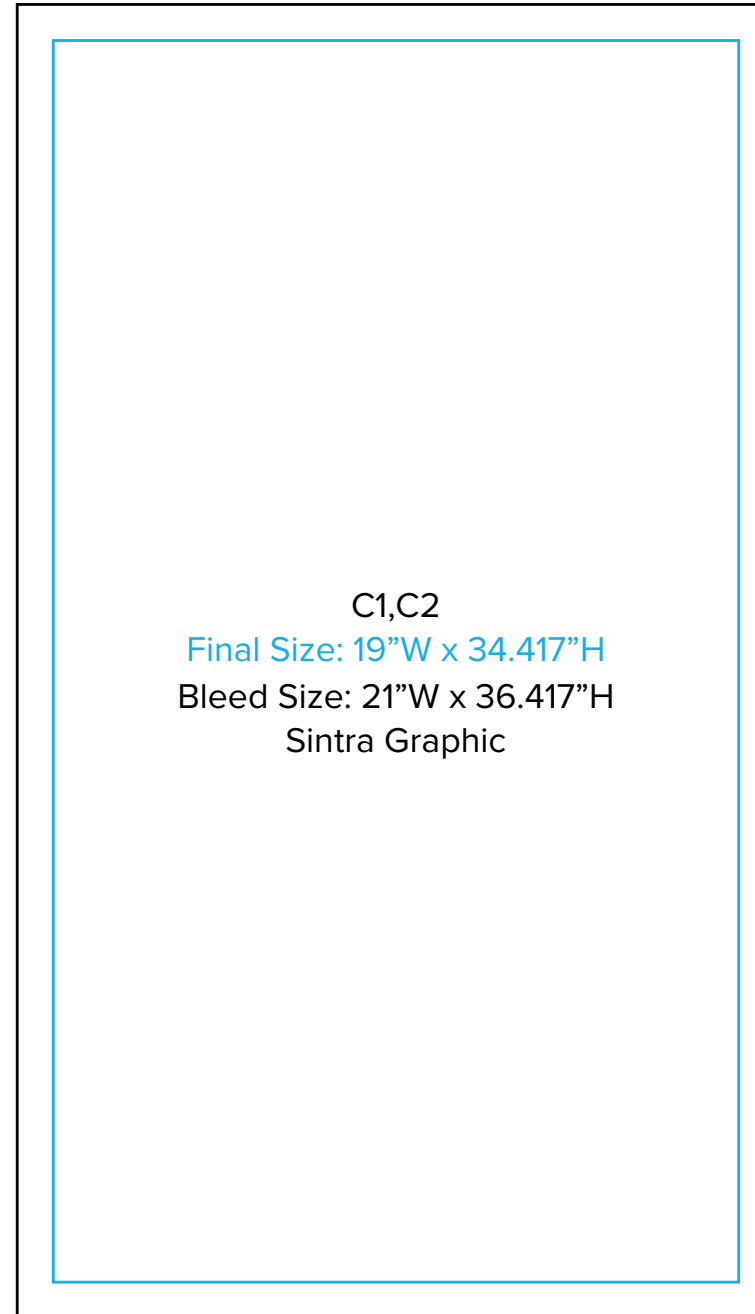 C1,C2
Final Size: 19”W x 34.417”H
Bleed Size: 21”W x 36.417”H
Sintra Graphic